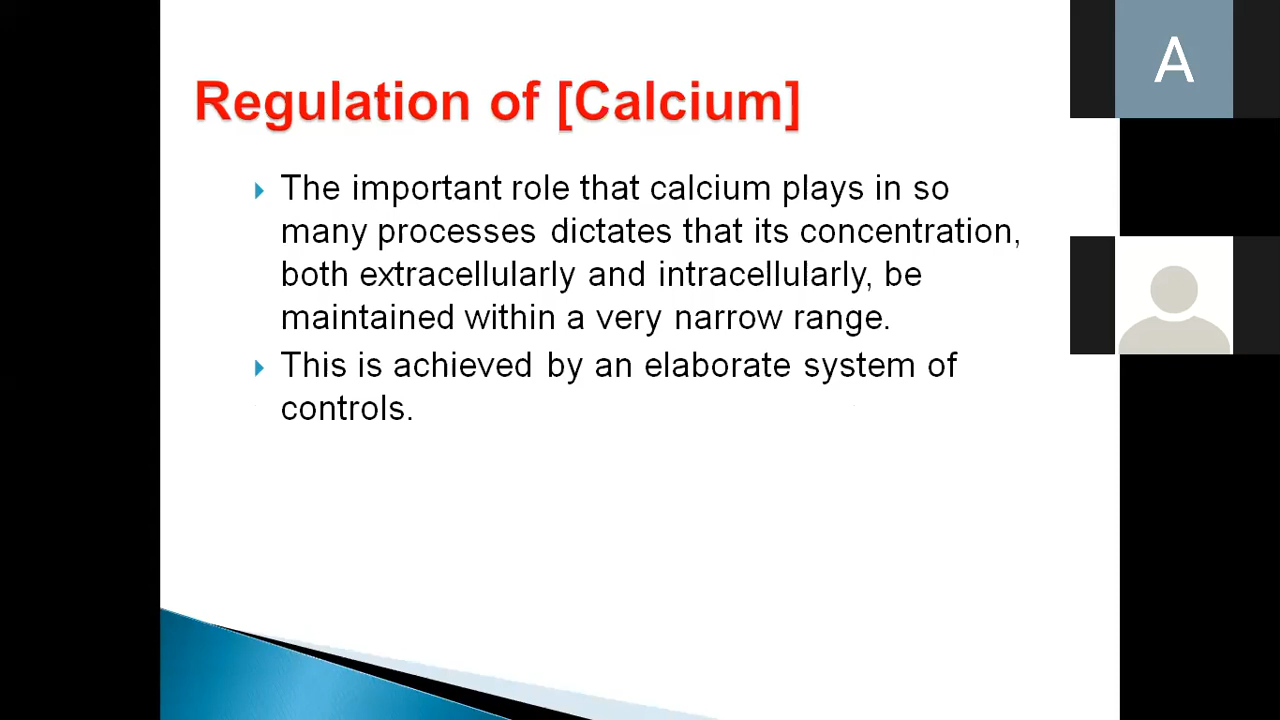 Regulation of [Calcium]
The important role that calcium plays in so
many processes dictates that its concentration,
both extracellularly and intracellularly, be
maintained within a very narrow range.
This is achieved by an elaborate system of
controls.
A